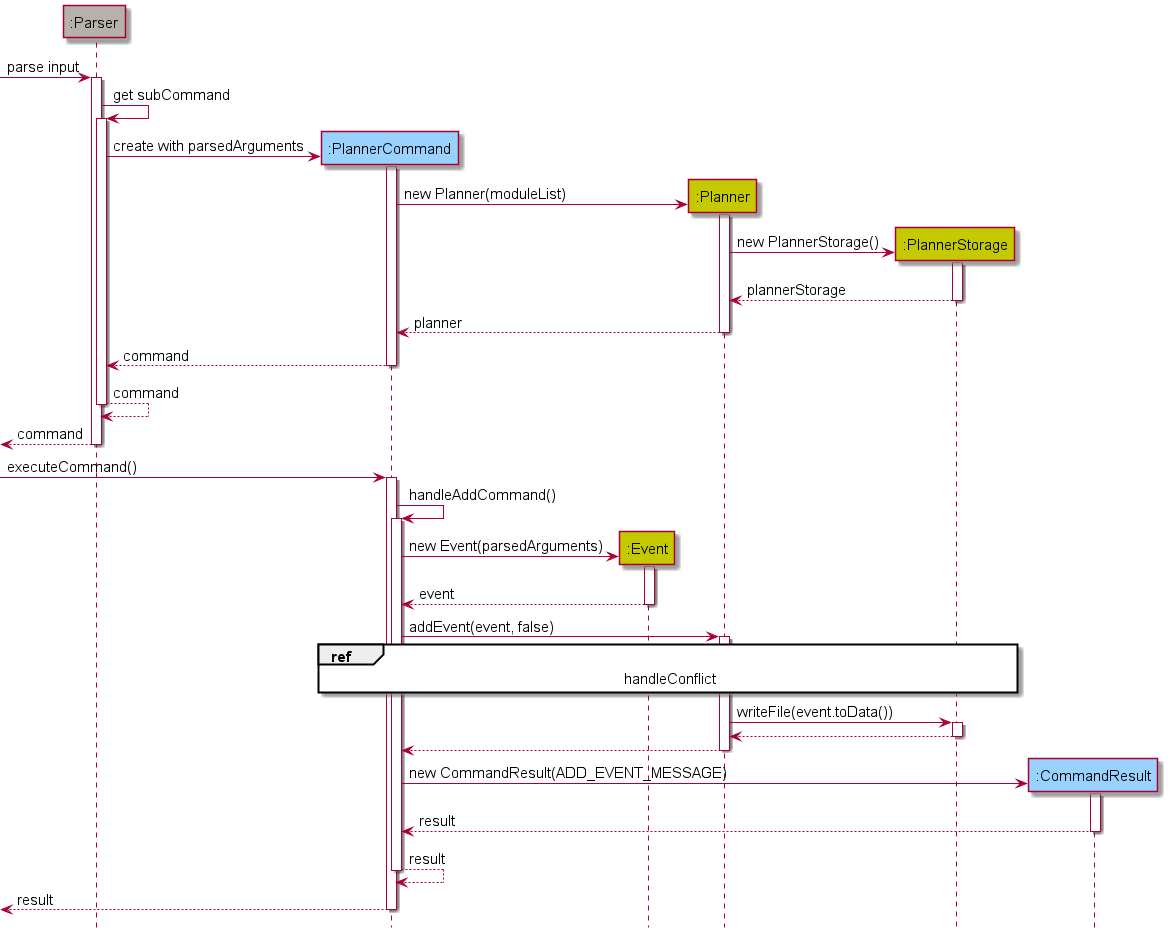 :Parser
parse input
get subCommand
create with parsedArguments
:PlannerCommand
new Planner(moduleList)
:Planner
new PlannerStorage()
:PlannerStorage
plannerStorage
planner
command
command
command
executeCommand()
handleAddCommand()
new Event(parsedArguments)
:Event
event
addEvent(event, false)
ref
handleConflict
writeFile(event.toData())
new CommandResult(ADD_EVENT_MESSAGE)
:CommandResult
result
result
result